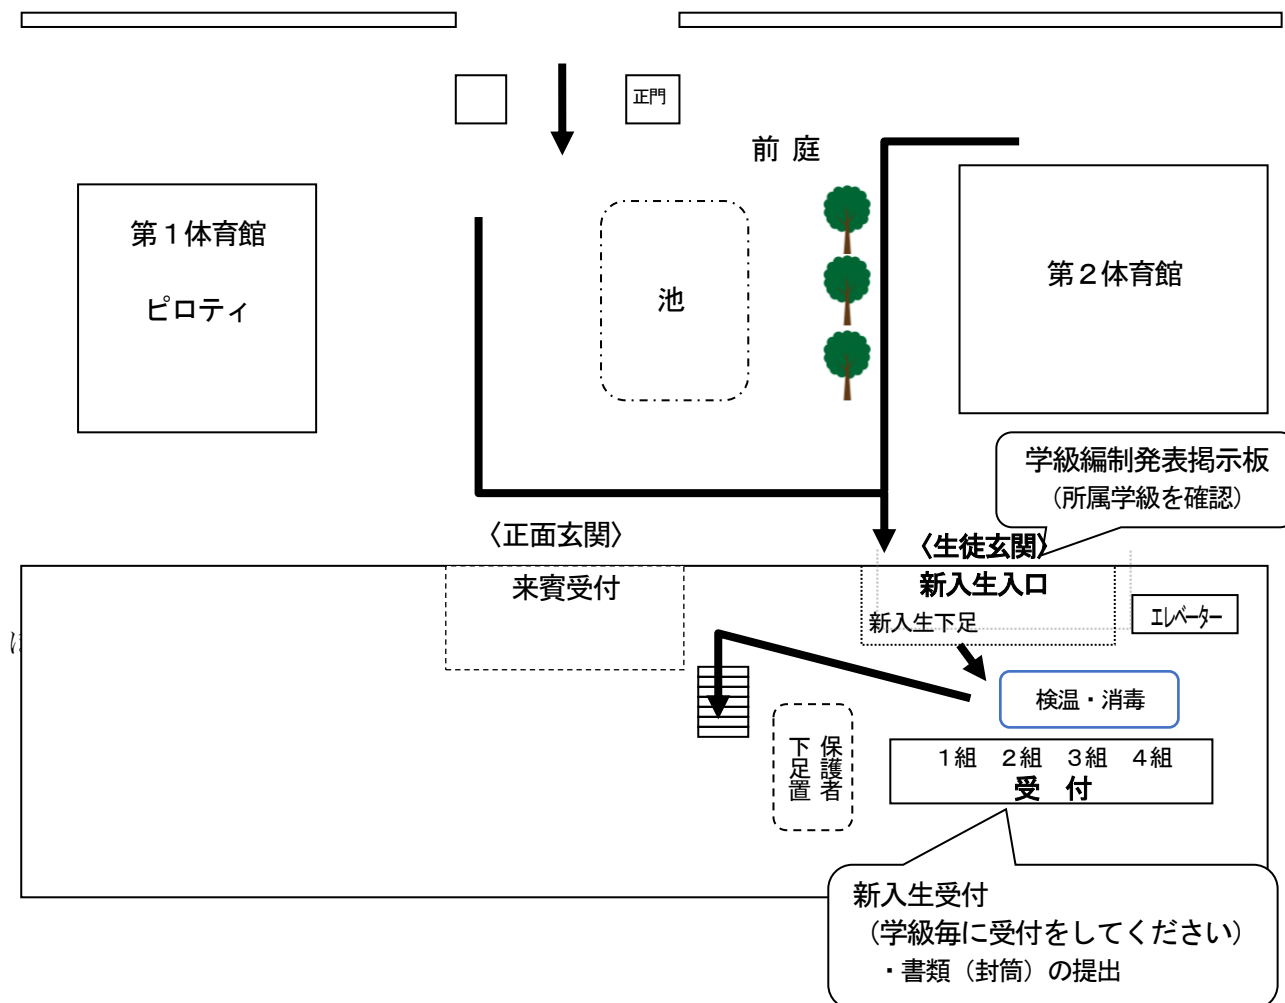 正門
前 庭
第１体育館
ピロティ
池
第２体育館
学級編制発表掲示板
（所属学級を確認）
〈正面玄関〉
〈生徒玄関〉
来賓受付
新入生入口
新入生下足
エレベーター
検温・消毒
保護者
下足置
１組　２組　３組　４組
受　付
新入生受付
（学級毎に受付をしてください）
・書類（封筒）の提出